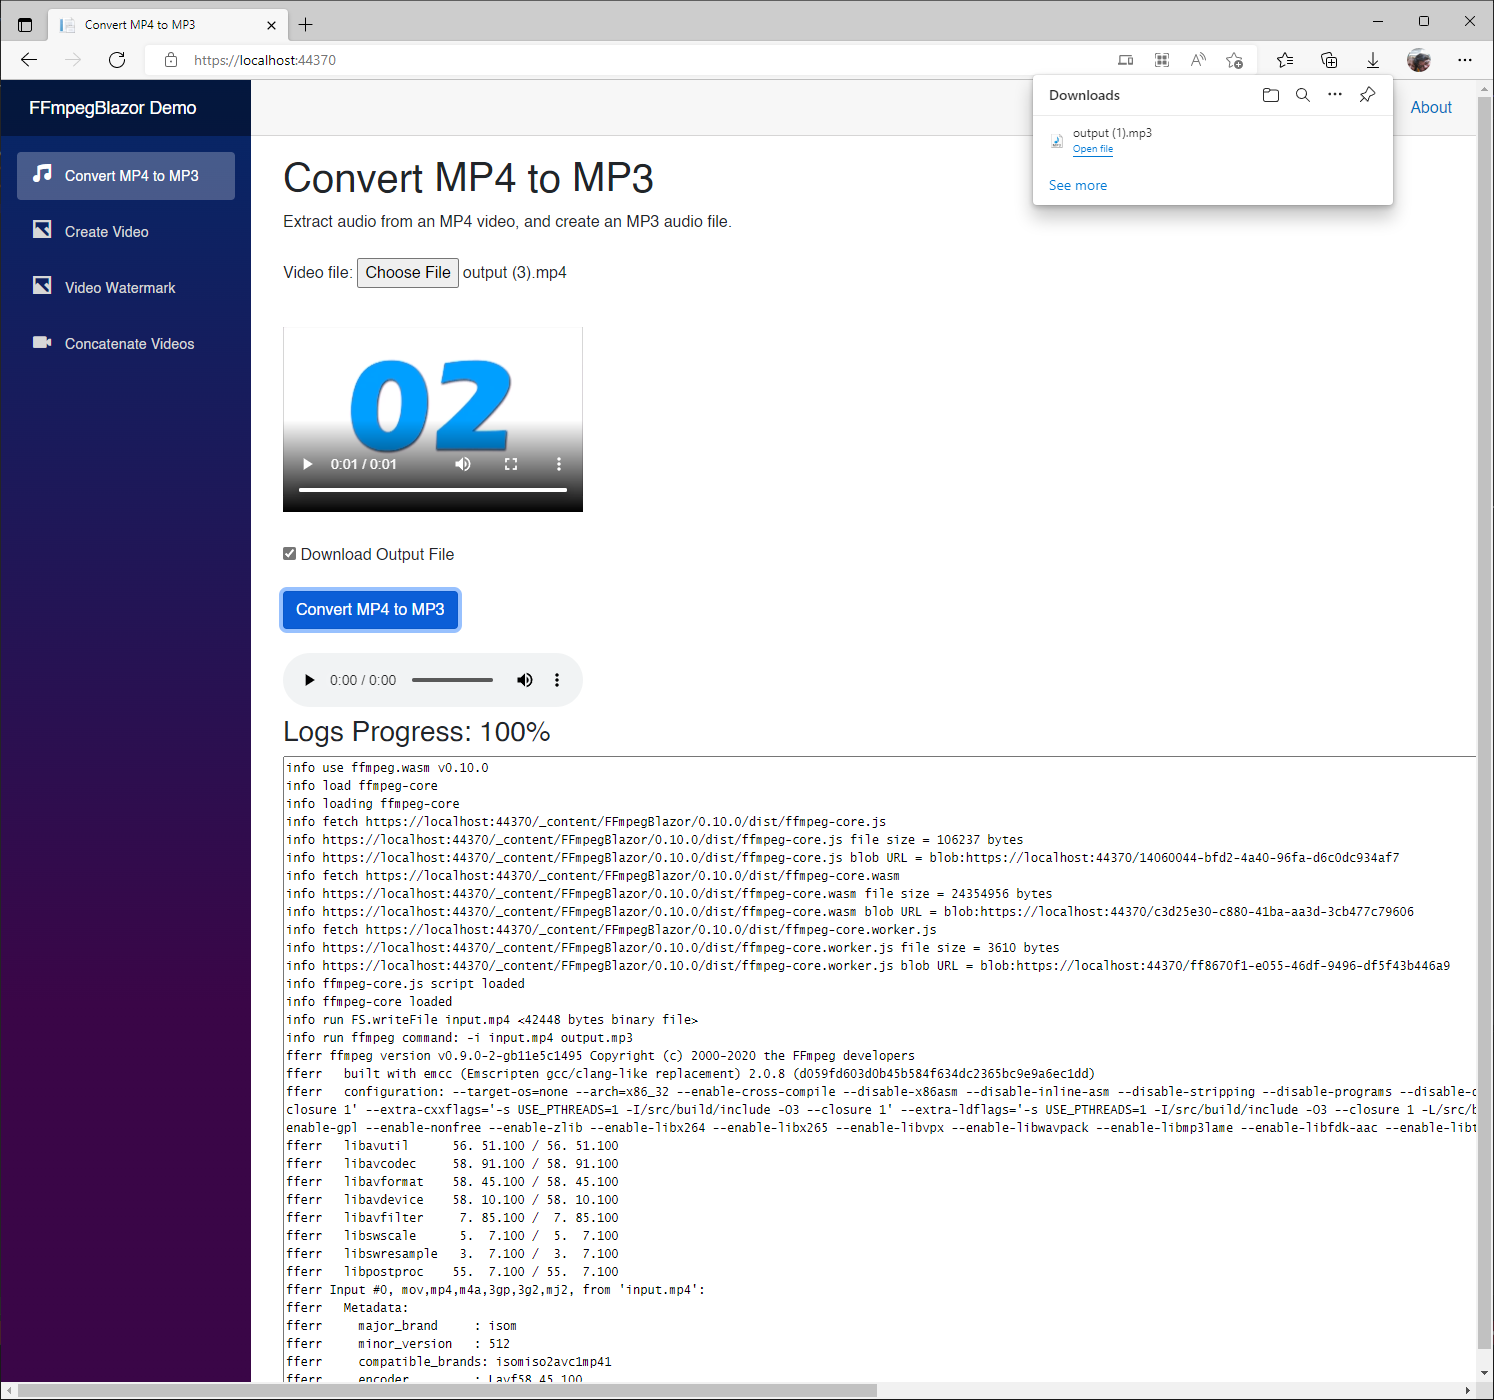 Convert MP4 to MP3
https://localhost:44370
Downloads
output (1).mp3
Open file
See more
FFmpegBlazor Demo
About
Convert MP4 to MP3
Create Video
Video Watermark
Concatenate Videos
Convert MP4 to MP3
Extract audio from an MP4 video, and create an MP3 audio file.
Video file: Choose File output (3).mp4
02
0:01 / 0:01
Download Output File
Convert MP4 to MP3
0:00 / 0:00
Logs Progress: 100%
info use ffmpeg.wasm v0.10.0
info load ffmpeg-core
info loading ffmpeg-core
info fetch https://localhost:44370/_content/FFmpegBlazor/0.10.0/dist/ffmpeg-core.js
info https://localhost:44370/_content/FFmpegBlazor/0.10.0/dist/ffmpeg-core.js file size = 106237 bytes
info https://localhost:44370/_content/FFmpegBlazor/0.10.0/dist/ffmpeg-core.js blob URL = blob:https://localhost:44370/14060044-bfd2-4a40-96fa-d6c0dc934af7
info fetch https://localhost:44370/_content/FFmpegBlazor/0.10.0/dist/ffmpeg-core.wasm
info https://localhost:44370/_content/FFmpegBlazor/0.10.0/dist/ffmpeg-core.wasm file size = 24354956 bytes
info https://localhost:44370/_content/FFmpegBlazor/0.10.0/dist/ffmpeg-core.wasm blob URL = blob:https://localhost:44370/c3d25e30-c880-41ba-aa3d-3cb477c79606
info fetch https://localhost:44370/_content/FFmpegBlazor/0.10.0/dist/ffmpeg-core.worker.js
info https://localhost:44370/_content/FFmpegBlazor/0.10.0/dist/ffmpeg-core.worker.js file size = 3610 bytes
info https://localhost:44370/_content/FFmpegBlazor/0.10.0/dist/ffmpeg-core.worker.js blob URL = blob:https://localhost:44370/ff8670f1-e055-46df-9496-df5f43b446a9
info ffmpeg-core.js script loaded
info ffmpeg-core loaded
info run FS.writeFile input.mp4 <42448 bytes binary file>
info run ffmpeg command: -i input.mp4 output.mp3
fferr ffmpeg version v0.9.0-2-gb11e5c1495 Copyright (c) 2000-2020 the FFmpeg developers
fferr   built with emcc (Emscripten gcc/clang-like replacement) 2.0.8 (d059fd603d0b45b584f634dc2365bc9e9a6ec1dd)
fferr   configuration: --target-os=none --arch=x86_32 --enable-cross-compile --disable-x86asm --disable-inline-asm --disable-stripping --disable-programs --disable-
closure 1' --extra-cxxflags='-s USE_PTHREADS=1 -I/src/build/include -O3 --closure 1' --extra-ldflags='-s USE_PTHREADS=1 -I/src/build/include -O3 --closure 1 -L/src/
enable-gpl --enable-nonfree --enable-zlib --enable-libx264 --enable-libx265 --enable-libvpx --enable-libwavpack --enable-libmp3lame --enable-libfdk-aac --enable-lib
fferr   libavutil      56. 51.100 / 56. 51.100
fferr   libavcodec     58. 91.100 / 58. 91.100
fferr   libavformat    58. 45.100 / 58. 45.100
fferr   libavdevice    58. 10.100 / 58. 10.100
fferr   libavfilter     7. 85.100 /  7. 85.100
fferr   libswscale      5.  7.100 /  5.  7.100
fferr   libswresample   3.  7.100 /  3.  7.100
fferr   libpostproc    55.  7.100 / 55.  7.100
fferr Input #0, mov,mp4,m4a,3gp,3g2,mj2, from 'input.mp4':
fferr   Metadata:
fferr     major_brand     : isom
fferr     minor_version   : 512
fferr     compatible_brands: isomiso2avc1mp41
fferr     encoder         : Lavf58.45.100